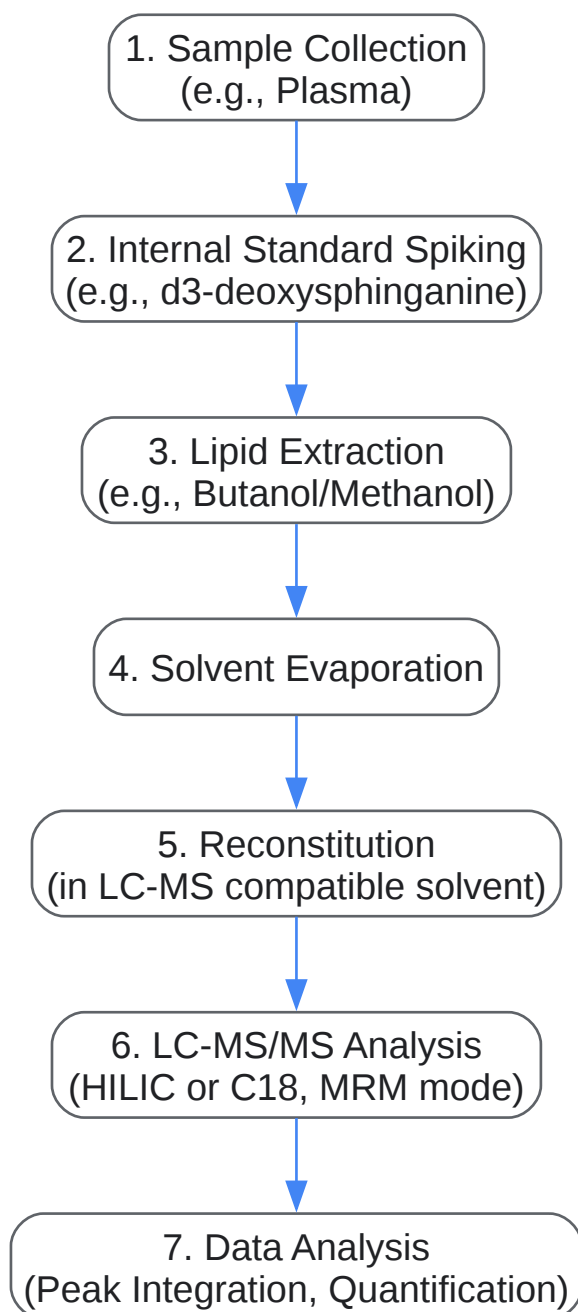 1. Sample Collection
(e.g., Plasma)
2. Internal Standard Spiking
(e.g., d3-deoxysphinganine)
3. Lipid Extraction
(e.g., Butanol/Methanol)
4. Solvent Evaporation
5. Reconstitution
(in LC-MS compatible solvent)
6. LC-MS/MS Analysis
(HILIC or C18, MRM mode)
7. Data Analysis
(Peak Integration, Quantification)